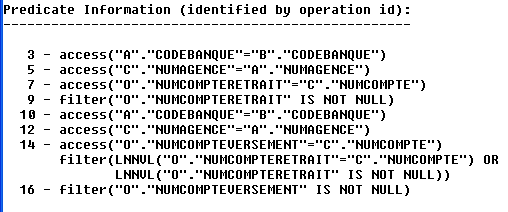 Predicate Information (identified by operation id):
---------------------------------------------------
3 - access("A"."CODEBANQUE"="B"."CODEBANQUE")
5 - access("C"."NUMAGENCE"="A"."NUMAGENCE")
7 - access("O"."NUMCOMPTERETRAIT"="C"."NUMCOMPTE")
9 - filter("O"."NUMCOMPTERETRAIT" IS NOT NULL)
10 - access("A"."CODEBANQUE"="B"."CODEBANQUE")
12 - access("C"."NUMAGENCE"="A"."NUMAGENCE")
14 - access("O"."NUMCOMPTEVERSEMENT"="C"."NUMCOMPTE")
filter(LNNVL("O"."NUMCOMPTERETRAIT"="C"."NUMCOMPTE") OR
LNNVL("O"."NUMCOMPTERETRAIT" IS NOT NULL))
16 - filter("O"."NUMCOMPTEVERSEMENT" IS NOT NULL)